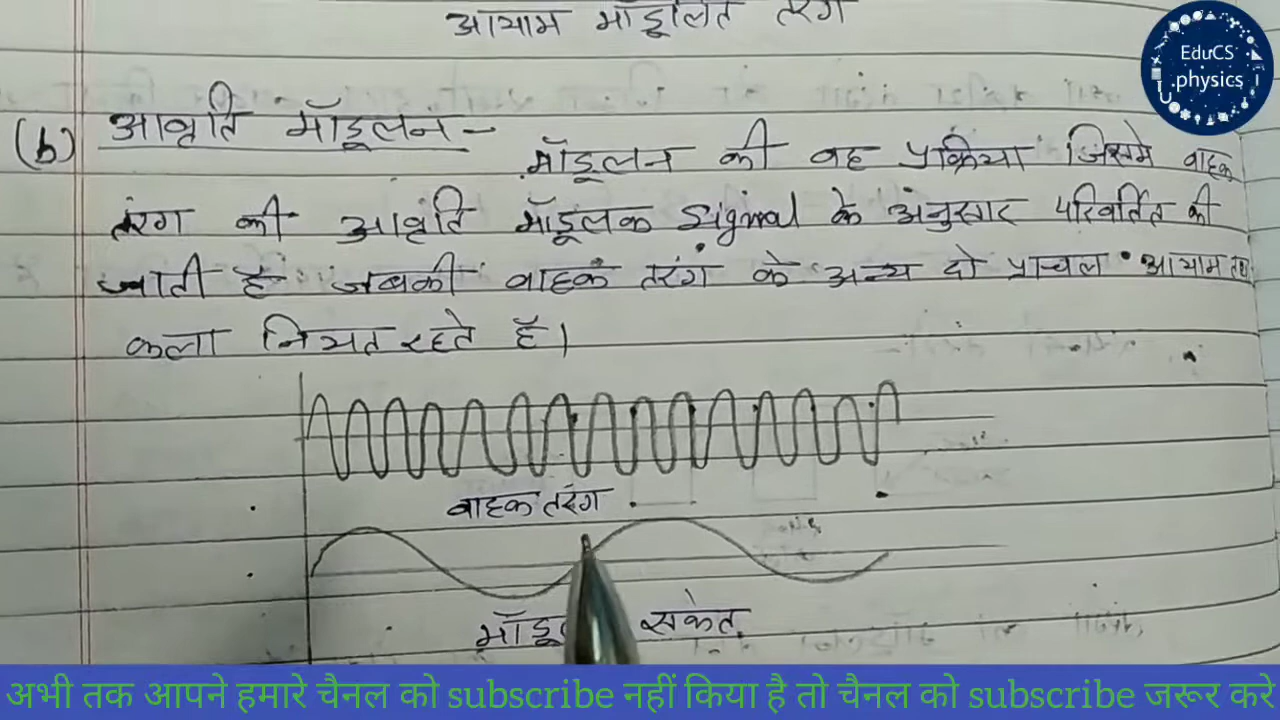 आयाम मॉडूलित तरंग
EduCS
physics
(b) आवृति मॉडूलन -
मॉडूलन की वह प्रक्रिया जिसमे वाहक
तंरग की आवृंति मॉडूलक signal के अंनुसार परिवर्तित की
जाती है जबकी वाहक तरंग के अन्य दो प्राचल आयाम तथ
कला नियत रहते है।
वाहक तरंग
मॉडू सकेत
अभी तक आपने हमारे चैनल को subscribe नहीं किया है तो चैनल को subscribe जरूर करे